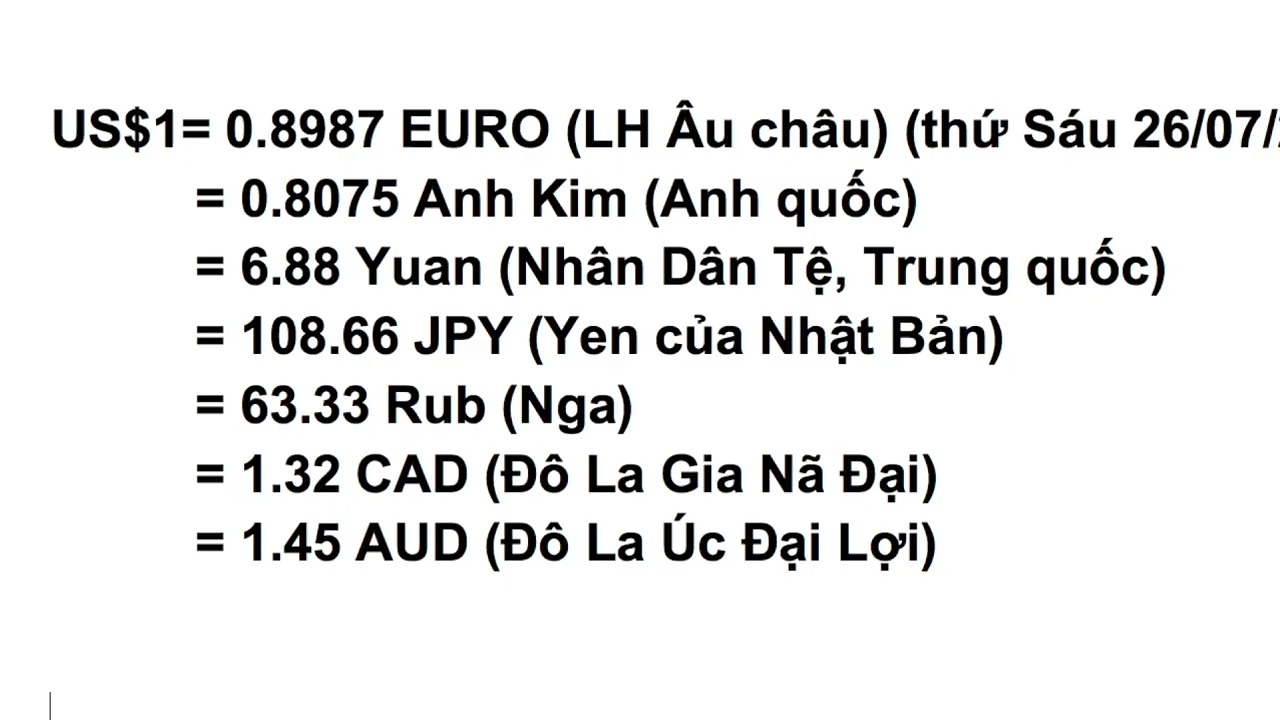 US$1= 0.8987 EURO (LH Âu châu) (thứ Sáu 26/07/
= 0.8075 Anh Kim (Anh quốc)
= 6.88 Yuan (Nhân Dân Tệ, Trung quốc)
= 108.66 JPY (Yen của Nhật Bản)
= 63.33 Rub (Nga)
= 1.32 CAD (Đô La Gia Nã Đại)
= 1.45 AUD (Đô La Úc Đại Lợi)